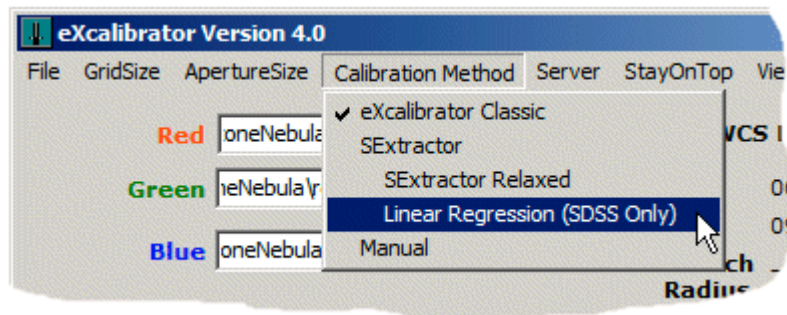 eXcalibrator Version 4.0
File GridSize ApertureSize Calibration Method Server StayOnTop
eXcalibrator Classic
SExtractor
SExtractor Relaxed
Linear Regression (SDSS Only)
Manual
Red oneNebula
Green neNebula\r
Blue oneNebula
Radius